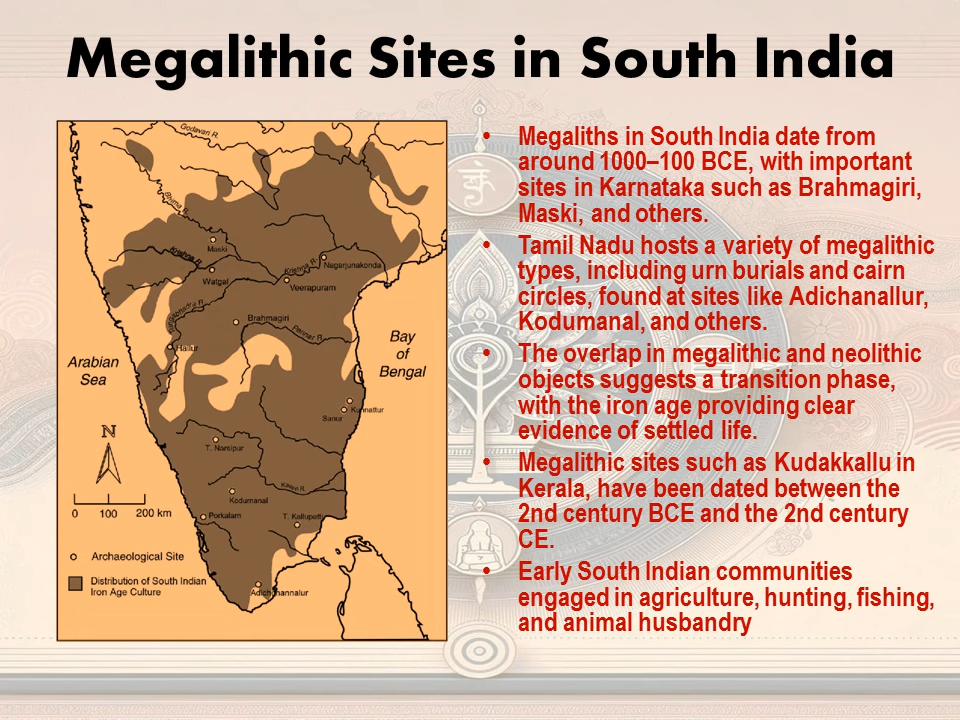 Megalithic Sites in South India
Godavari R.
Bhima R.
Maski
Krishna R.
Watgal
Krishna R.
Nagarjunakonda
Veerapuram
Tungabhadra R.
Brahmagiri
Penner R.
Hallur
Arabian
Sea
Bay
of
Bengal
Kunnattur
Sanur
N
T. Narsipur
Kaveri R.
Kodumanal
Porkalam
T. Kallupatti
0 100 200 km
Archaeological Site
Distribution of South Indian
Iron Age Culture
Adichannalur
• Megaliths in South India date from
around 1000–100 BCE, with important
sites in Karnataka such as Brahmagiri,
Maski, and others.
• Tamil Nadu hosts a variety of megalithic
types, including urn burials and cairn
circles, found at sites like Adichanallur,
Kodumanal, and others.
• The overlap in megalithic and neolithic
objects suggests a transition phase,
with the iron age providing clear
evidence of settled life.
• Megalithic sites such as Kudakkallu in
Kerala, have been dated between the
2nd century BCE and the 2nd century
CE.
• Early South Indian communities
engaged in agriculture, hunting, fishing,
and animal husbandry